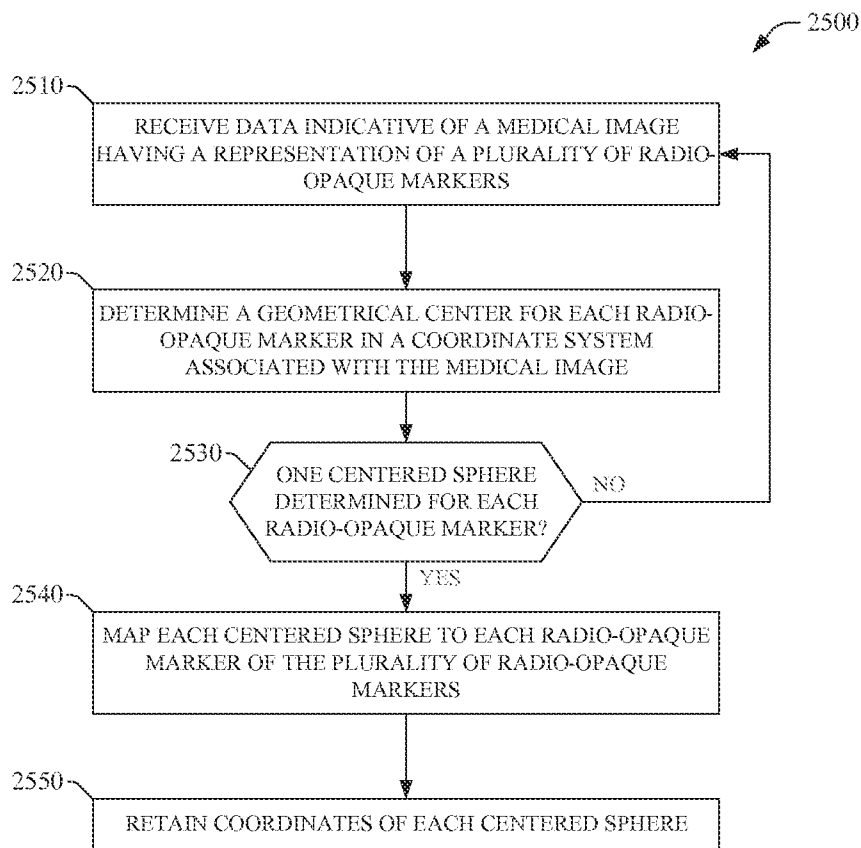 2500
2510
RECEIVE DATA INDICATIVE OF A MEDICAL IMAGE
HAVING A REPRESENTATION OF A PLURALITY OF RADIO-
OPAQUE MARKERS
2520
DETERMINE A GEOMETRICAL CENTER FOR EACH RADIO-
OPAQUE MARKER IN A COORDINATE SYSTEM
ASSOCIATED WITH THE MEDICAL IMAGE
2530
ONE CENTERED SPHERE
DETERMINED FOR EACH
RADIO-OPAQUE MARKER?
NO
YES
2540
MAP EACH CENTERED SPHERE TO EACH RADIO-OPAQUE
MARKER OF THE PLURALITY OF RADIO-OPAQUE
MARKERS
2550
RETAIN COORDINATES OF EACH CENTERED SPHERE